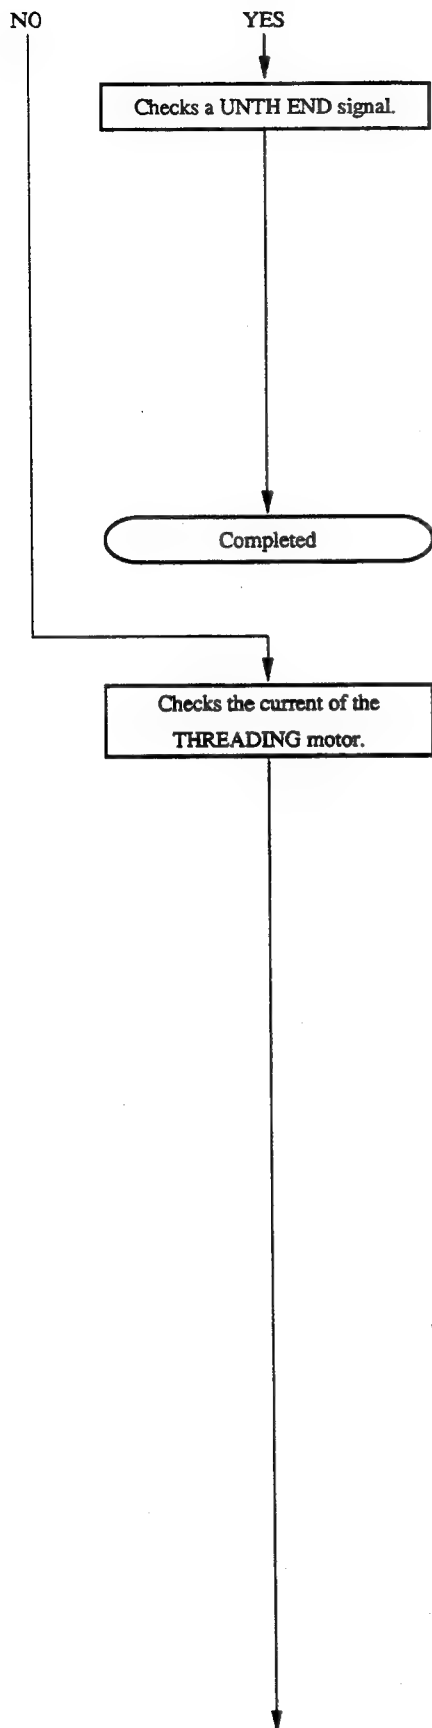 NO YES
Checks a UNTH END signal.
Completed
Checks the current of the
THREADING motor.